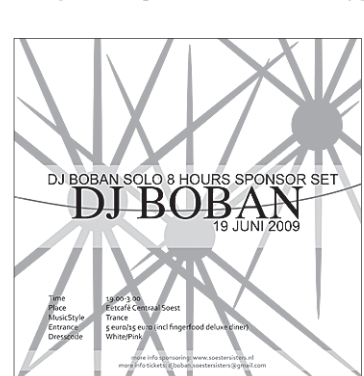 DJ BOBAN SOLO 8 HOURS SPONSOR SET
DJ BOBAN
19 JUNI 2009
Time 19.00-3.00
Place Eetcafé Centraal Soest
MusicStyle Trance
Entrance 5 euro/15 euro (incl fingerfood deluxe diner)
Dresscode White/Pink
more info sponsoring: www.soestersisters.nl
more info tickets: dj.boban.soestersisters@gmail.com